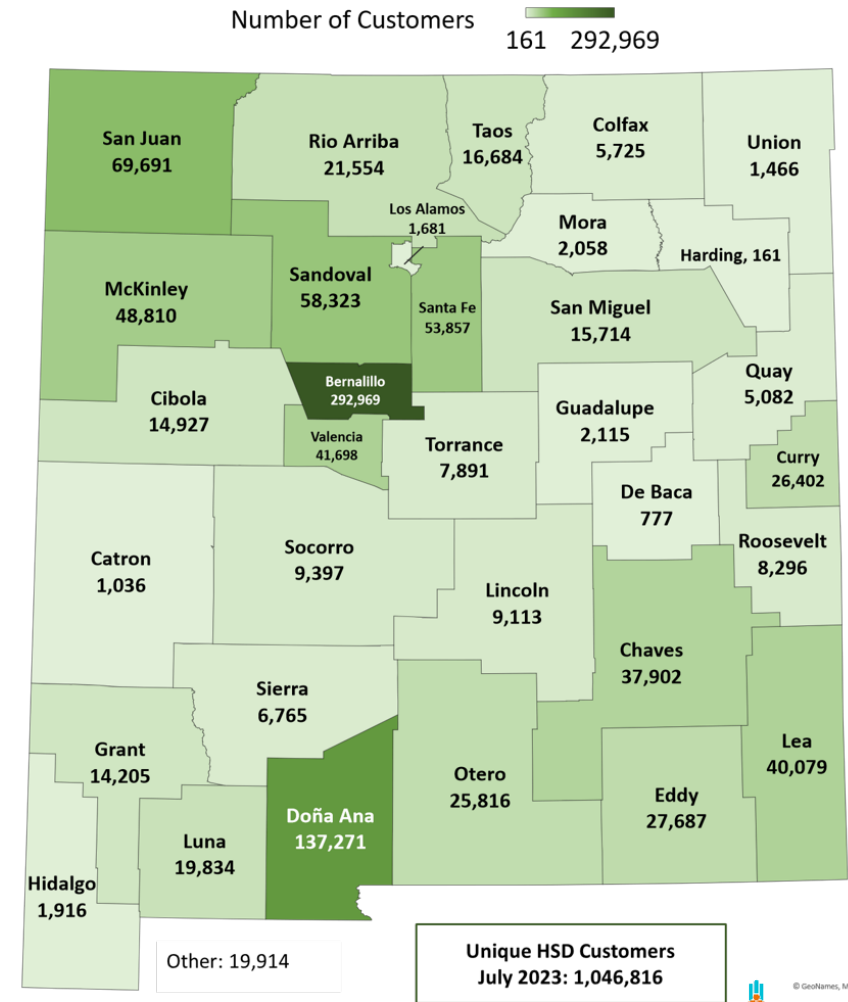 Number of Customers
161 292,969
San Juan
69,691
Rio Arriba
21,554
Taos
16,684
Colfax
5,725
Union
1,466
Los Alamos
1,681
Mora
2,058
Harding, 161
McKinley
48,810
Sandoval
58,323
Santa Fe
53,857
San Miguel
15,714
Quay
5,082
Bernalillo
292,969
Cibola
14,927
Guadalupe
2,115
Valencia
41,698
Torrance
7,891
Curry
26,402
De Baca
777
Roosevelt
8,296
Catron
1,036
Socorro
9,397
Lincoln
9,113
Chaves
37,902
Sierra
6,765
Grant
14,205
Lea
40,079
Otero
25,816
Eddy
27,687
Doña Ana
137,271
Luna
19,834
Hidalgo
1,916
Other: 19,914
Unique HSD Customers
July 2023: 1,046,816
© GeoNames, M